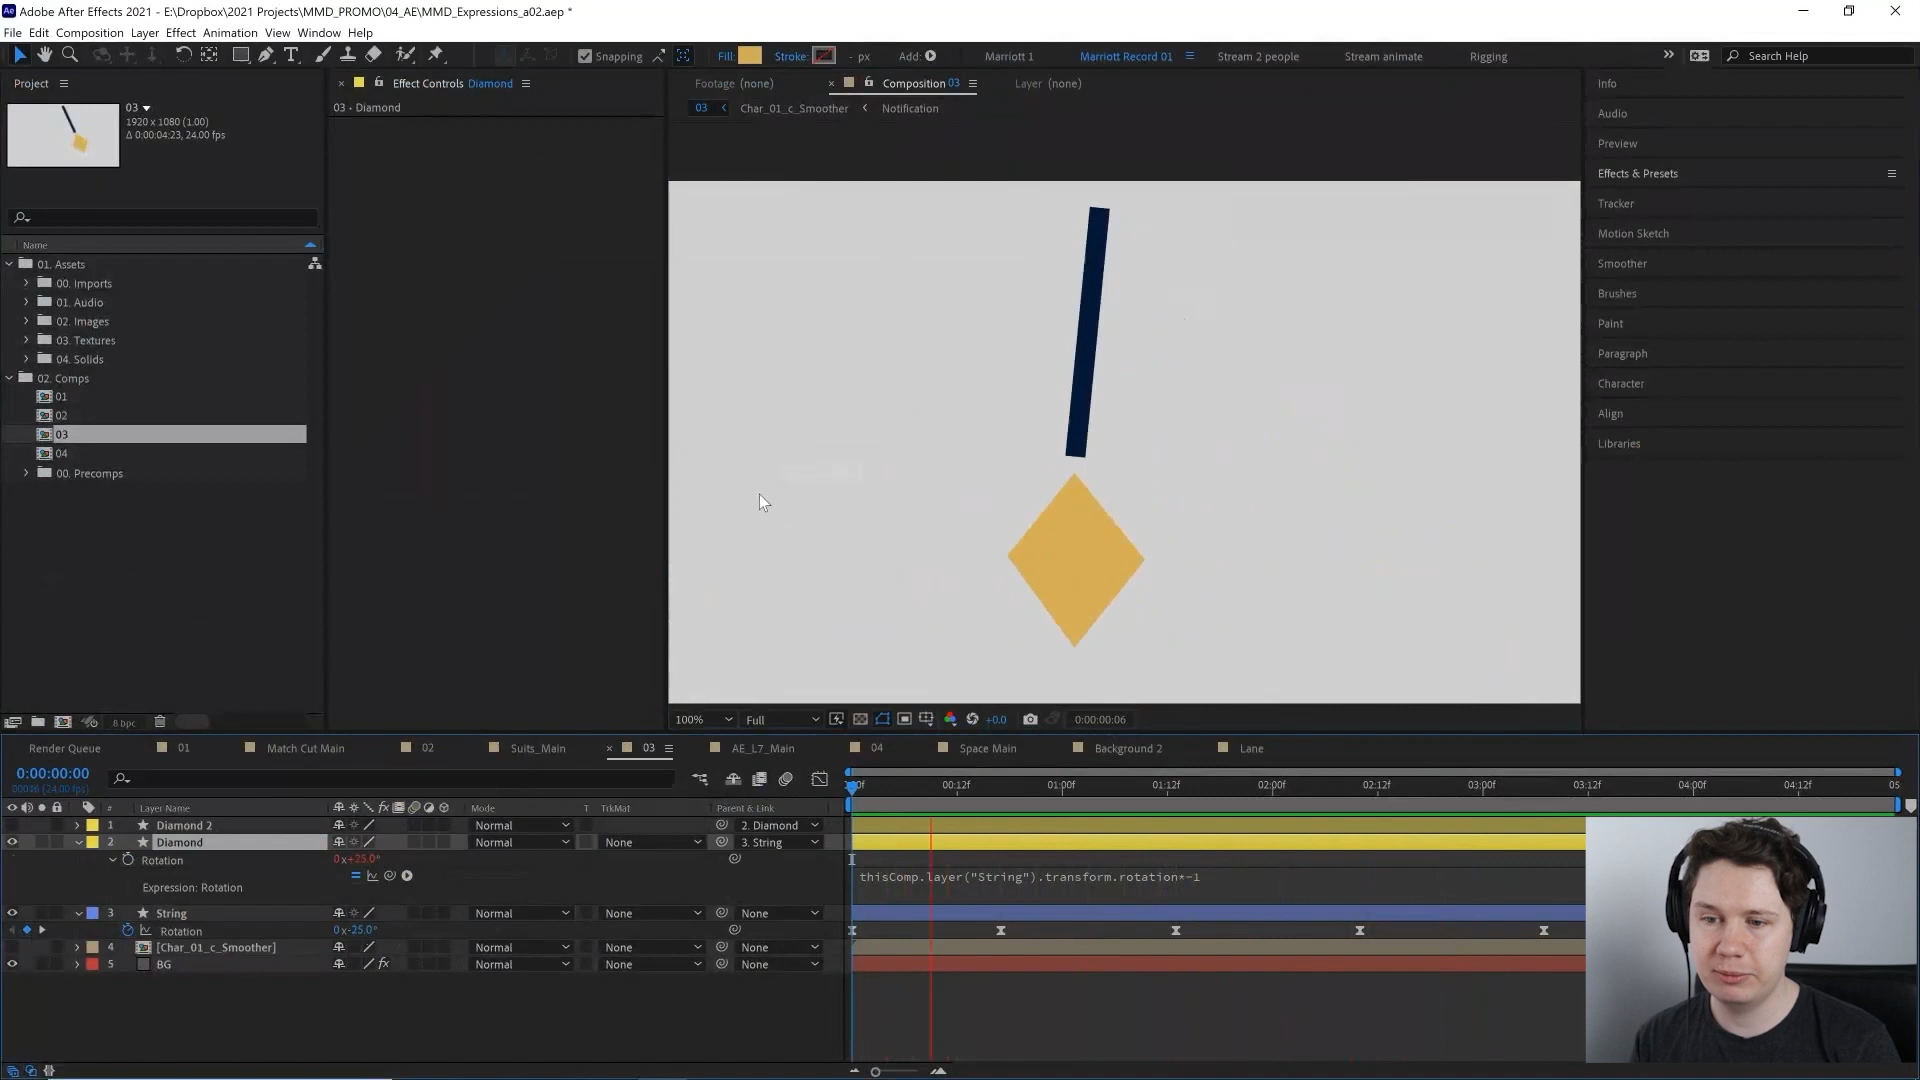 Adobe After Effects 2021 - E:\Dropbox\2021 Projects\MMD_PROMO\04_AE\MMD_Expressions_a02.aep *
File Edit Composition Layer Effect Animation View Window Help
Snapping Fill: Stroke: - px Add: Marriott 1 Marriott Record 01 Stream 2 people Stream animate Rigging Search Help
Project
Effect Controls Diamond
Footage (none) Composition 03 Layer (none)
03 - Diamond
03 Char_01_c_Smoother Notification
03
1920 x 1080 (1.00)
Δ 0:00:04:23, 24.00 fps
Name
01. Assets
00. Imports
01. Audio
02. Images
03. Textures
04. Solids
02. Comps
01
02
03
04
00. Precomps
8 bpc
Info
Audio
Preview
Effects & Presets
Tracker
Motion Sketch
Smoother
Brushes
Paint
Paragraph
Character
Align
Libraries
100% Full +0.0 0:00:00:06
Render Queue 01 Match Cut Main 02 Suits_Main 03 AE_L7_Main 04 Space Main Background 2 Lane
0:00:00:00
00:12f 01:00f 01:12f 02:00f 02:12f 03:00f 03:12f 04:00f 04:12f 05
# Layer Name fx Mode T TrkMat Parent & Link
1 Diamond 2 Normal 2. Diamond
2 Diamond Normal None 3. String
Rotation 0x+25.0°
Expression: Rotation
thisComp.layer("String").transform.rotation*-1
3 String Normal None None
Rotation 0x-25.0°
4 [Char_01_c_Smoother] Normal None None
5 BG fx Normal None None